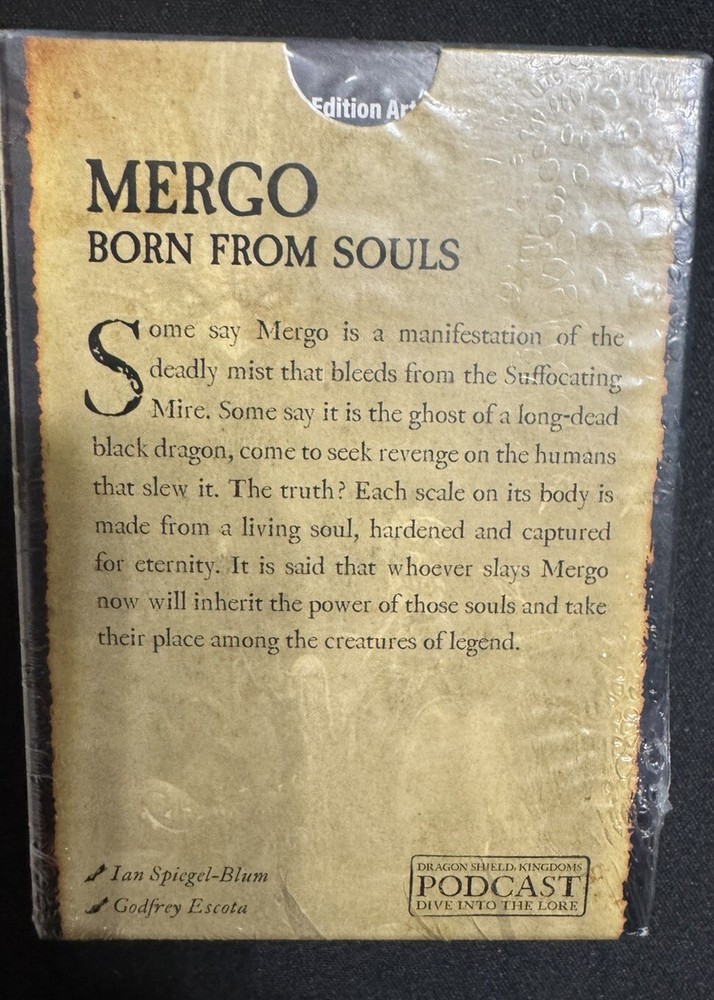 Edition Art
MERGO
BORN FROM SOULS
Some say Mergo is a manifestation of the
deadly mist that bleeds from the Suffocating
Mire. Some say it is the ghost of a long-dead
black dragon, come to seek revenge on the humans
that slew it. The truth? Each scale on its body is
made from a living soul, hardened and captured
for eternity. It is said that whoever slays Mergo
now will inherit the power of those souls and take
their place among the creatures of legend.
Ian Spiegel-Blum
Godfrey Escota
DRAGON SHIELD: KINGDOMS
PODCAST
DIVE INTO THE LORE